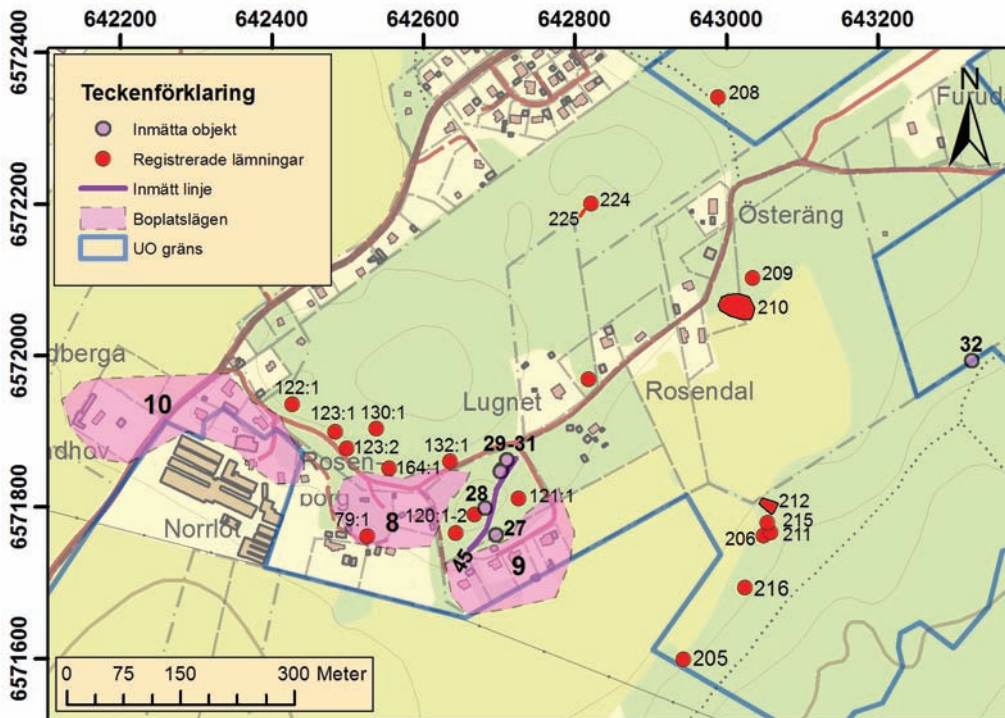 642200 642400 642600 642800 643000 643200
6572400
6572200
6572000
6571800
6571600
Teckenförklaring
Inmätta objekt
Registrerade lämningar
Inmätt linje
Boplatslägen
UO gräns
N
Furud
208
224
225
Österäng
209
210
32
dberga
10
122:1
123:1
130:1
123:2
Lugnet
Rosendal
29-31
132:1
ndhov
Rosen
borg
164:1
28
121:1
212
79:1
8
120:1-2
27
215
206
211
Norrlöt
45
9
216
205
0 75 150 300 Meter